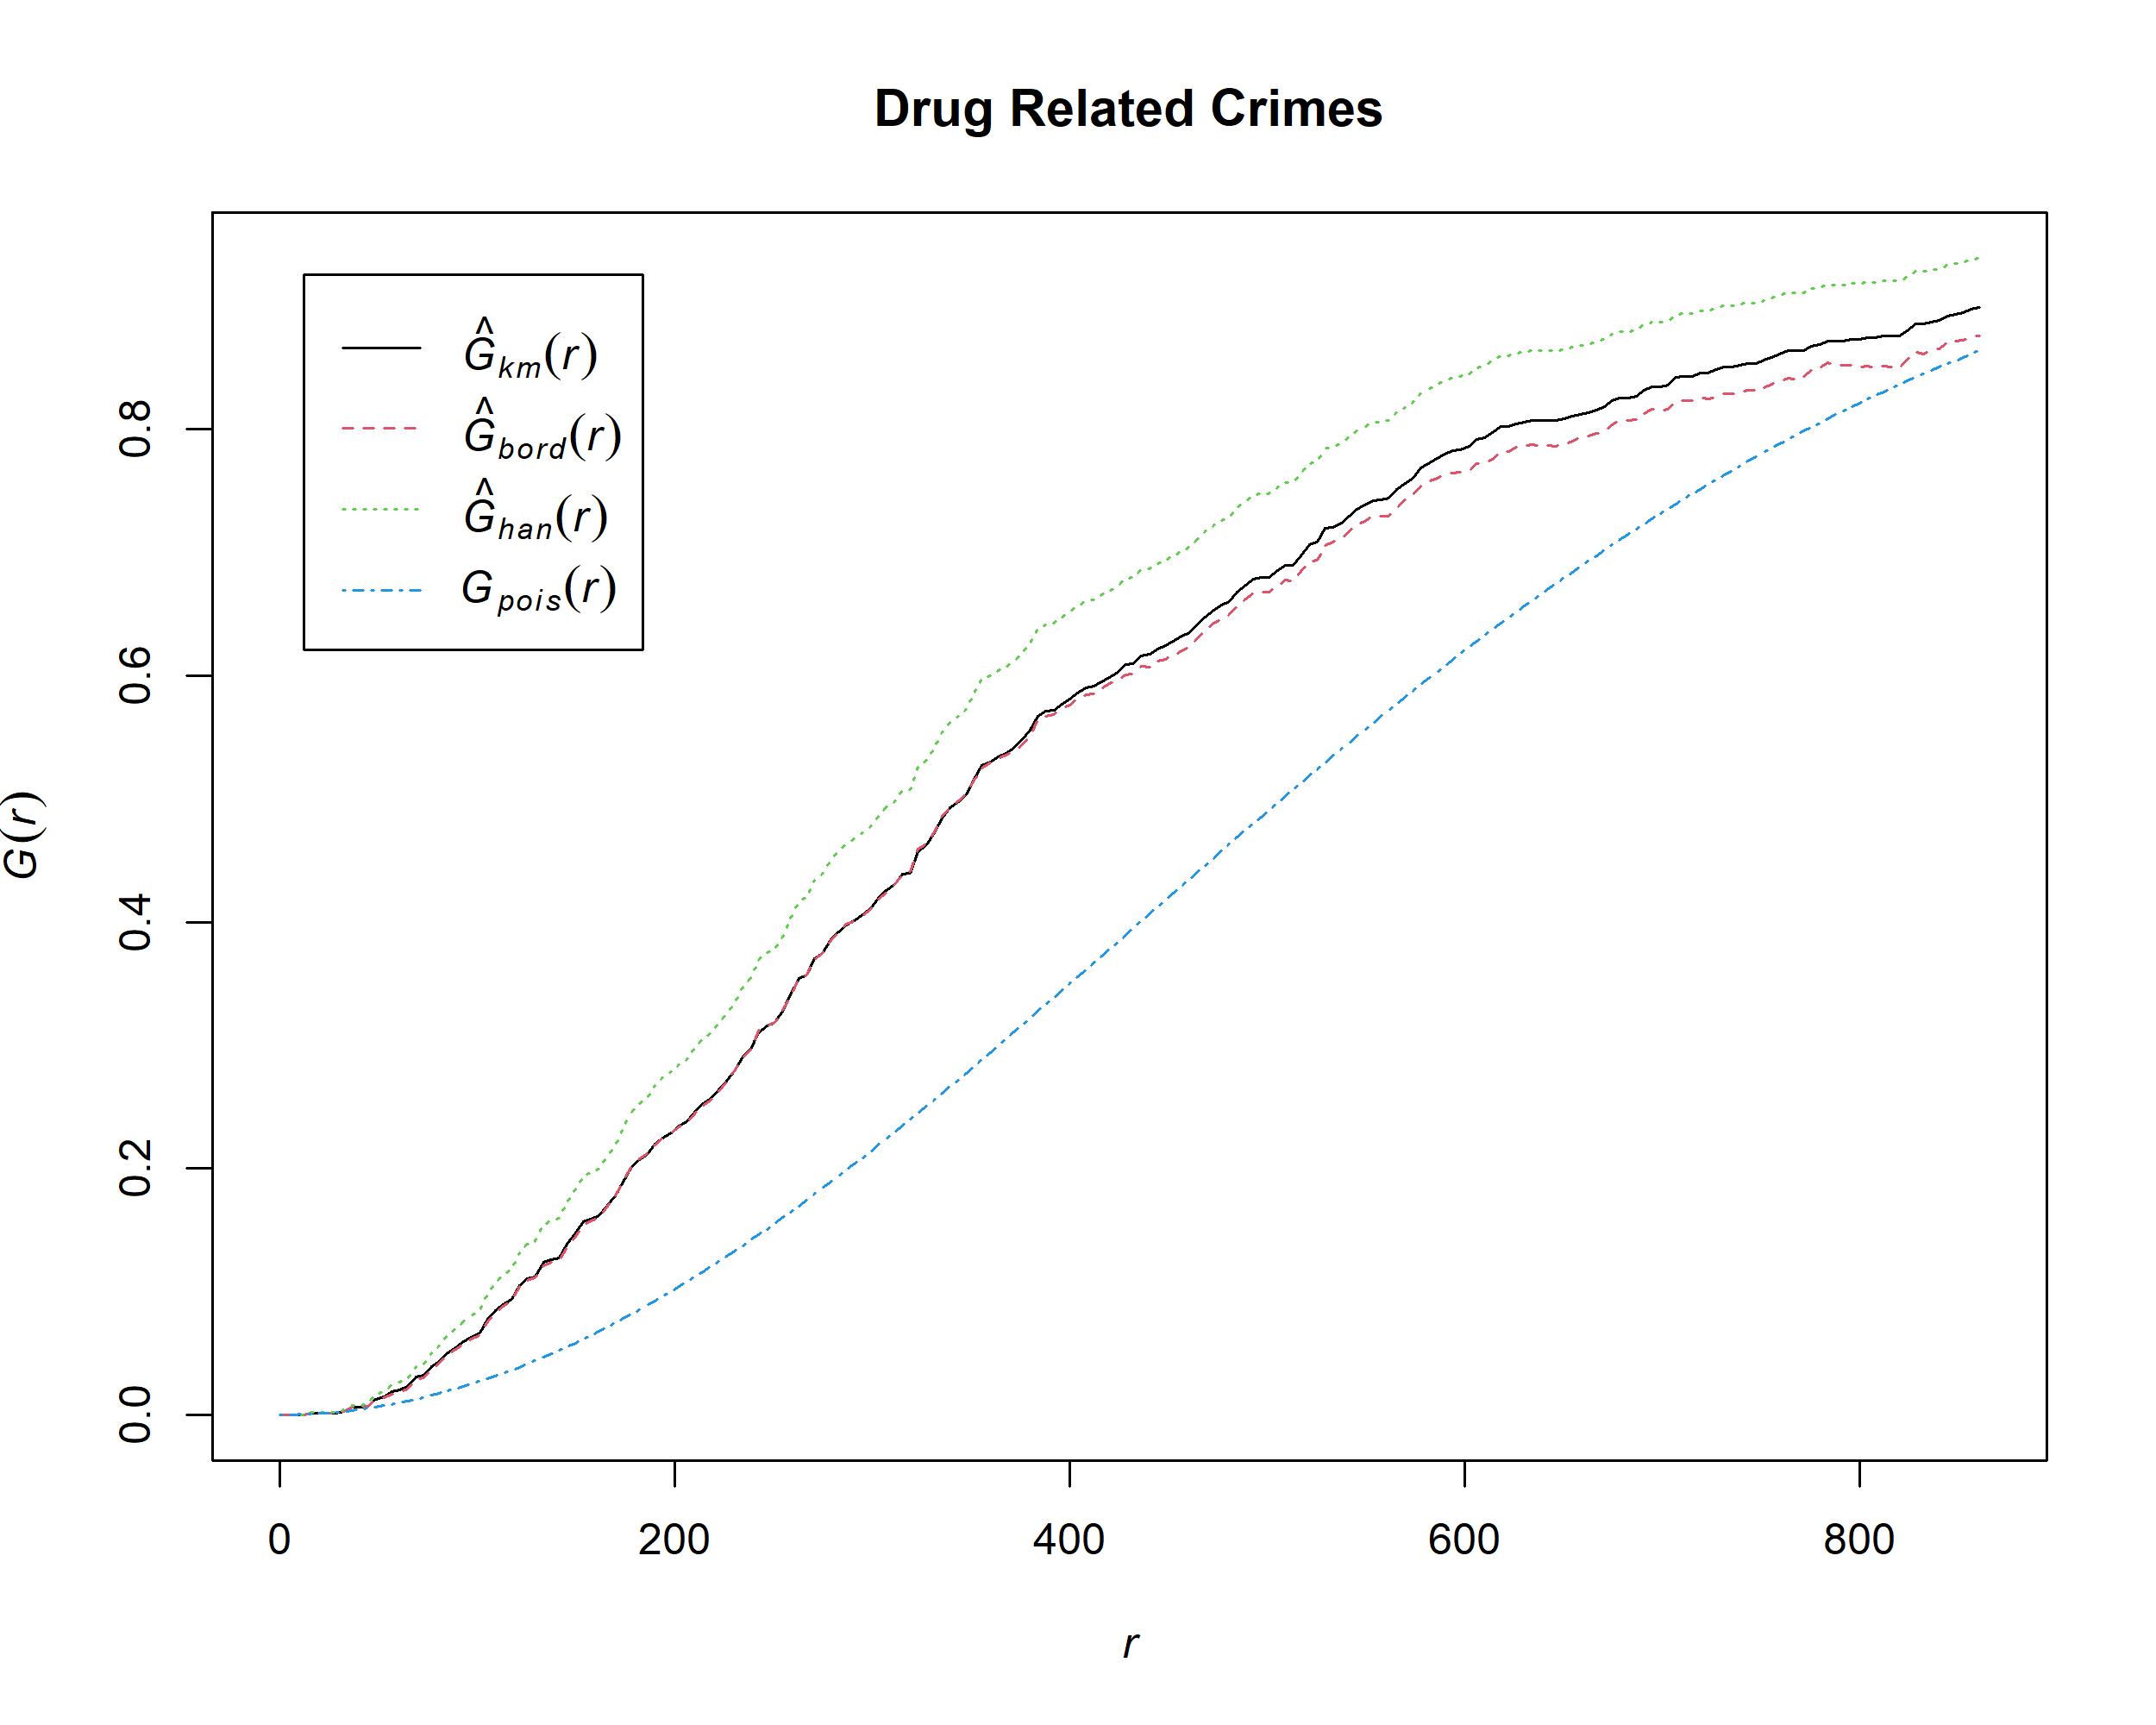 Drug Related Crimes
Ĝkm(r)
Ĝbord(r)
Ĝhan(r)
Gpois(r)
G(r)
0.8
0.6
0.4
0.2
0.0
0 200 400 600 800
r